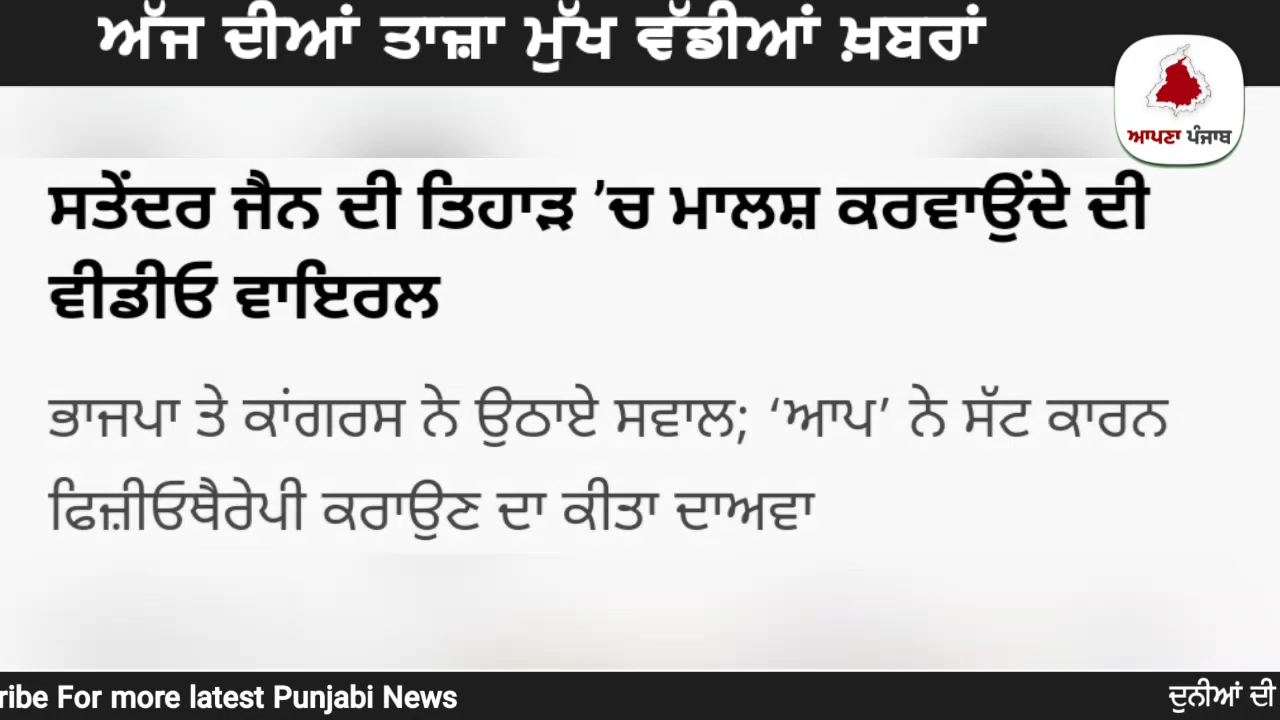 ਅੱਜ ਦੀਆਂ ਤਾਜ਼ਾ ਮੁੱਖ ਵੱਡੀਆਂ ਖ਼ਬਰਾਂ
ਆਪਣਾ ਪੰਜਾਬ
ਸਤੇਂਦਰ ਜੈਨ ਦੀ ਤਿਹਾੜ ’ਚ ਮਾਲਸ਼ ਕਰਵਾਉਂਦੇ ਦੀ
ਵੀਡੀਓ ਵਾਇਰਲ
ਭਾਜਪਾ ਤੇ ਕਾਂਗਰਸ ਨੇ ਉਠਾਏ ਸਵਾਲ; ‘ਆਪ’ ਨੇ ਸੱਟ ਕਾਰਨ
ਫਿਜ਼ੀਓਥੈਰੇਪੀ ਕਰਾਉਣ ਦਾ ਕੀਤਾ ਦਾਅਵਾ
ribe For more latest Punjabi News ਦੁਨੀਆਂ ਦੀ